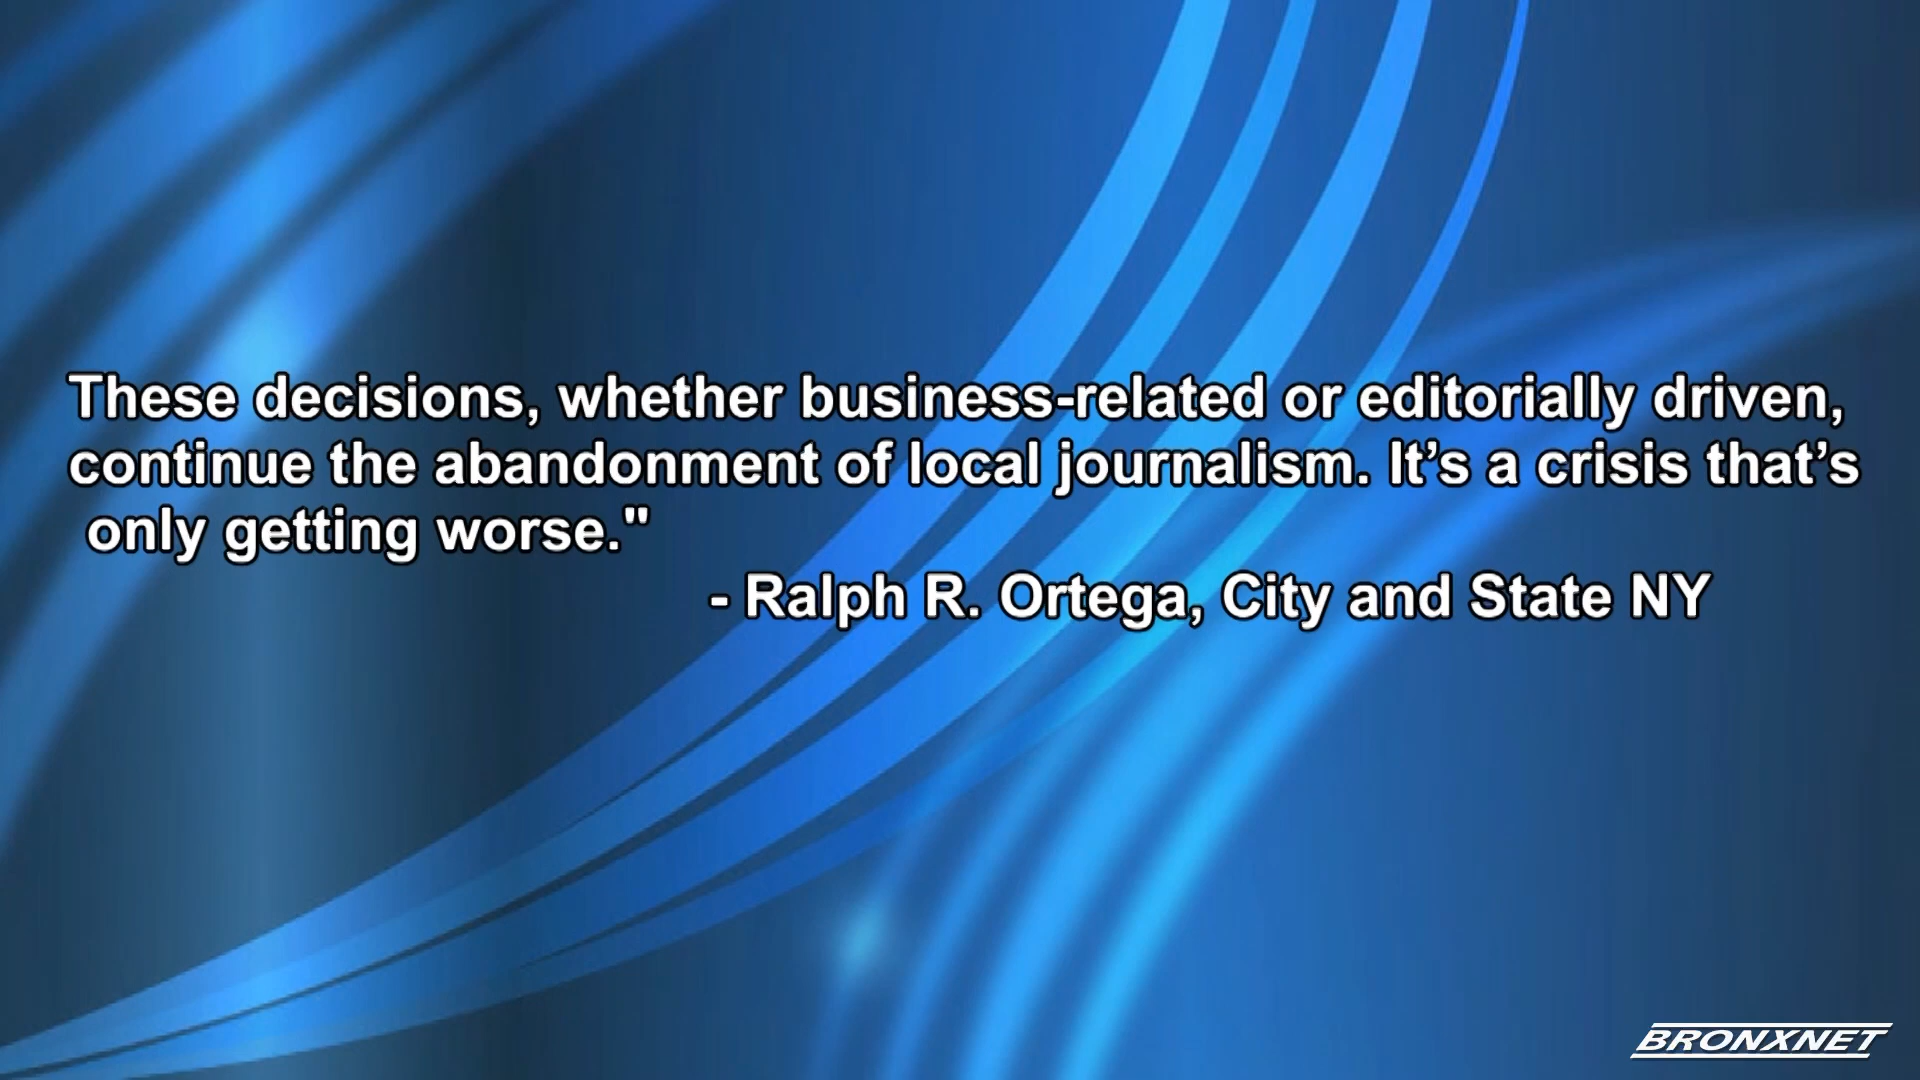 These decisions, whether business-related or editorially driven,
continue the abandonment of local journalism. It’s a crisis that’s
only getting worse."
- Ralph R. Ortega, City and State NY
BRONXNET